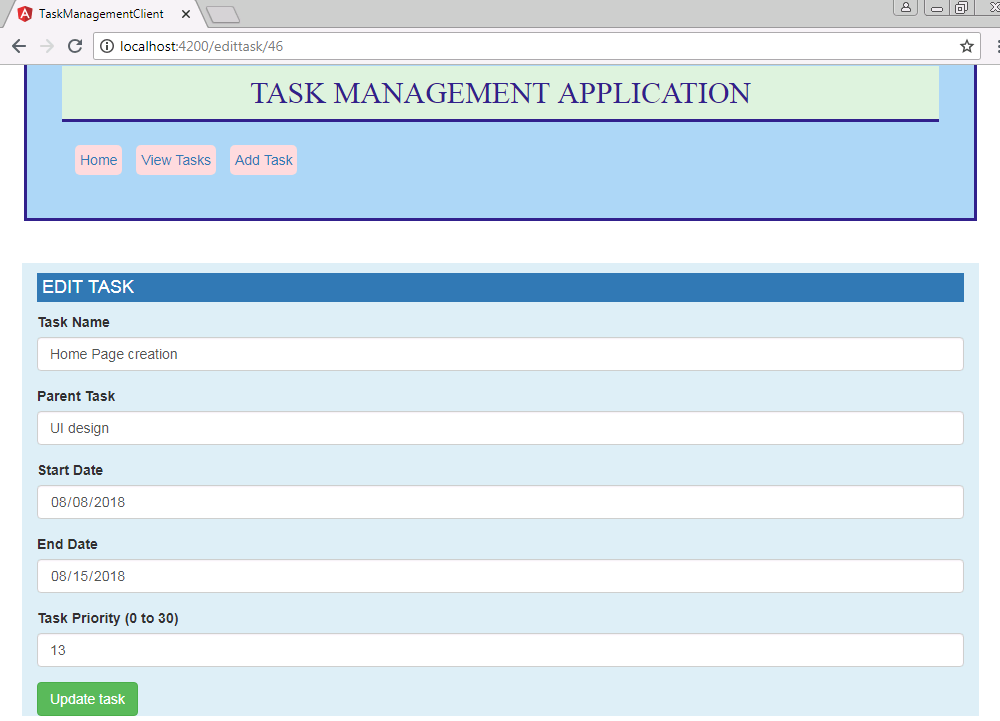 TaskManagementClient
localhost:4200/edittask/46
TASK MANAGEMENT APPLICATION
Home View Tasks Add Task
EDIT TASK
Task Name
Home Page creation
Parent Task
UI design
Start Date
08/08/2018
End Date
08/15/2018
Task Priority (0 to 30)
13
Update task